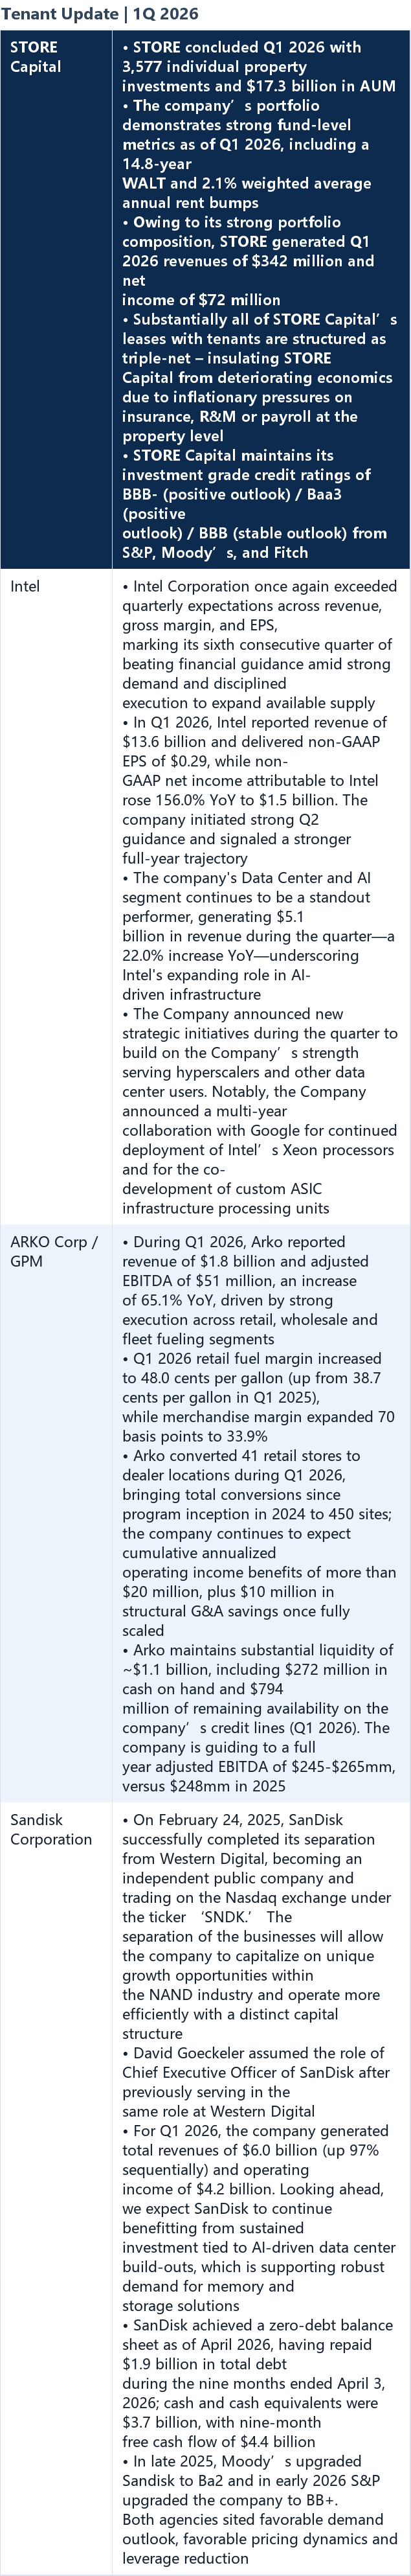 Tenant Update | 1Q 2026
STORE
Capital
• STORE concluded Q1 2026 with
3,577 individual property
investments and $17.3 billion in AUM
• The company’s portfolio
demonstrates strong fund-level
metrics as of Q1 2026, including a
14.8-year
WALT and 2.1% weighted average
annual rent bumps
• Owing to its strong portfolio
composition, STORE generated Q1
2026 revenues of $342 million and
net
income of $72 million
• Substantially all of STORE Capital’s
leases with tenants are structured as
triple-net – insulating STORE
Capital from deteriorating economics
due to inflationary pressures on
insurance, R&M or payroll at the
property level
• STORE Capital maintains its
investment grade credit ratings of
BBB- (positive outlook) / Baa3
(positive
outlook) / BBB (stable outlook) from
S&P, Moody’s, and Fitch
Intel
• Intel Corporation once again exceeded
quarterly expectations across revenue,
gross margin, and EPS,
marking its sixth consecutive quarter of
beating financial guidance amid strong
demand and disciplined
execution to expand available supply
• In Q1 2026, Intel reported revenue of
$13.6 billion and delivered non-GAAP
EPS of $0.29, while non-
GAAP net income attributable to Intel
rose 156.0% YoY to $1.5 billion. The
company initiated strong Q2
guidance and signaled a stronger
full-year trajectory
• The company's Data Center and AI
segment continues to be a standout
performer, generating $5.1
billion in revenue during the quarter—a
22.0% increase YoY—underscoring
Intel's expanding role in AI-
driven infrastructure
• The Company announced new
strategic initiatives during the quarter to
build on the Company’s strength
serving hyperscalers and other data
center users. Notably, the Company
announced a multi-year
collaboration with Google for continued
deployment of Intel’s Xeon processors
and for the co-
development of custom ASIC
infrastructure processing units
ARKO Corp /
GPM
• During Q1 2026, Arko reported
revenue of $1.8 billion and adjusted
EBITDA of $51 million, an increase
of 65.1% YoY, driven by strong
execution across retail, wholesale and
fleet fueling segments
• Q1 2026 retail fuel margin increased
to 48.0 cents per gallon (up from 38.7
cents per gallon in Q1 2025),
while merchandise margin expanded 70
basis points to 33.9%
• Arko converted 41 retail stores to
dealer locations during Q1 2026,
bringing total conversions since
program inception in 2024 to 450 sites;
the company continues to expect
cumulative annualized
operating income benefits of more than
$20 million, plus $10 million in
structural G&A savings once fully
scaled
• Arko maintains substantial liquidity of
~$1.1 billion, including $272 million in
cash on hand and $794
million of remaining availability on the
company’s credit lines (Q1 2026). The
company is guiding to a full
year adjusted EBITDA of $245-$265mm,
versus $248mm in 2025
Sandisk
Corporation
• On February 24, 2025, SanDisk
successfully completed its separation
from Western Digital, becoming an
independent public company and
trading on the Nasdaq exchange under
the ticker ‘SNDK.’ The
separation of the businesses will allow
the company to capitalize on unique
growth opportunities within
the NAND industry and operate more
efficiently with a distinct capital
structure
• David Goeckeler assumed the role of
Chief Executive Officer of SanDisk after
previously serving in the
same role at Western Digital
• For Q1 2026, the company generated
total revenues of $6.0 billion (up 97%
sequentially) and operating
income of $4.2 billion. Looking ahead,
we expect SanDisk to continue
benefitting from sustained
investment tied to AI-driven data center
build-outs, which is supporting robust
demand for memory and
storage solutions
• SanDisk achieved a zero-debt balance
sheet as of April 2026, having repaid
$1.9 billion in total debt
during the nine months ended April 3,
2026; cash and cash equivalents were
$3.7 billion, with nine-month
free cash flow of $4.4 billion
• In late 2025, Moody’s upgraded
Sandisk to Ba2 and in early 2026 S&P
upgraded the company to BB+.
Both agencies sited favorable demand
outlook, favorable pricing dynamics and
leverage reduction